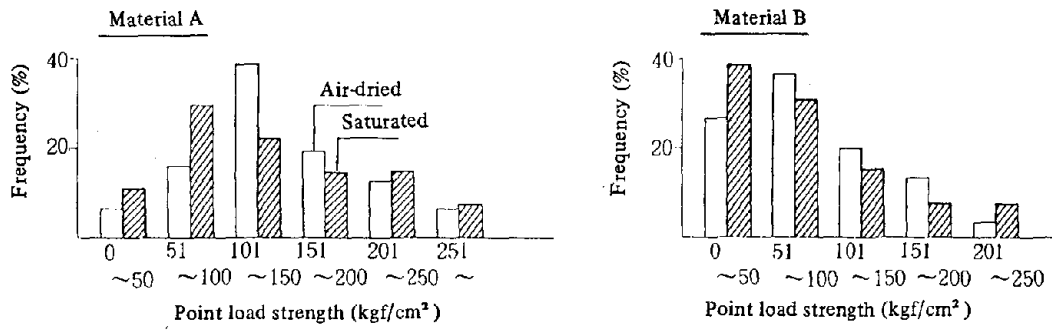 Material A
Frequency (%)
40
20
Air-dried
Saturated
0 51 101 151 201 251
～50 ～100 ～150 ～200 ～250 ～
Point load strength (kgf/cm²)
Material B
Frequency (%)
40
20
0 51 101 151 201
～50 ～100 ～150 ～200 ～250
Point load strength (kgf/cm²)